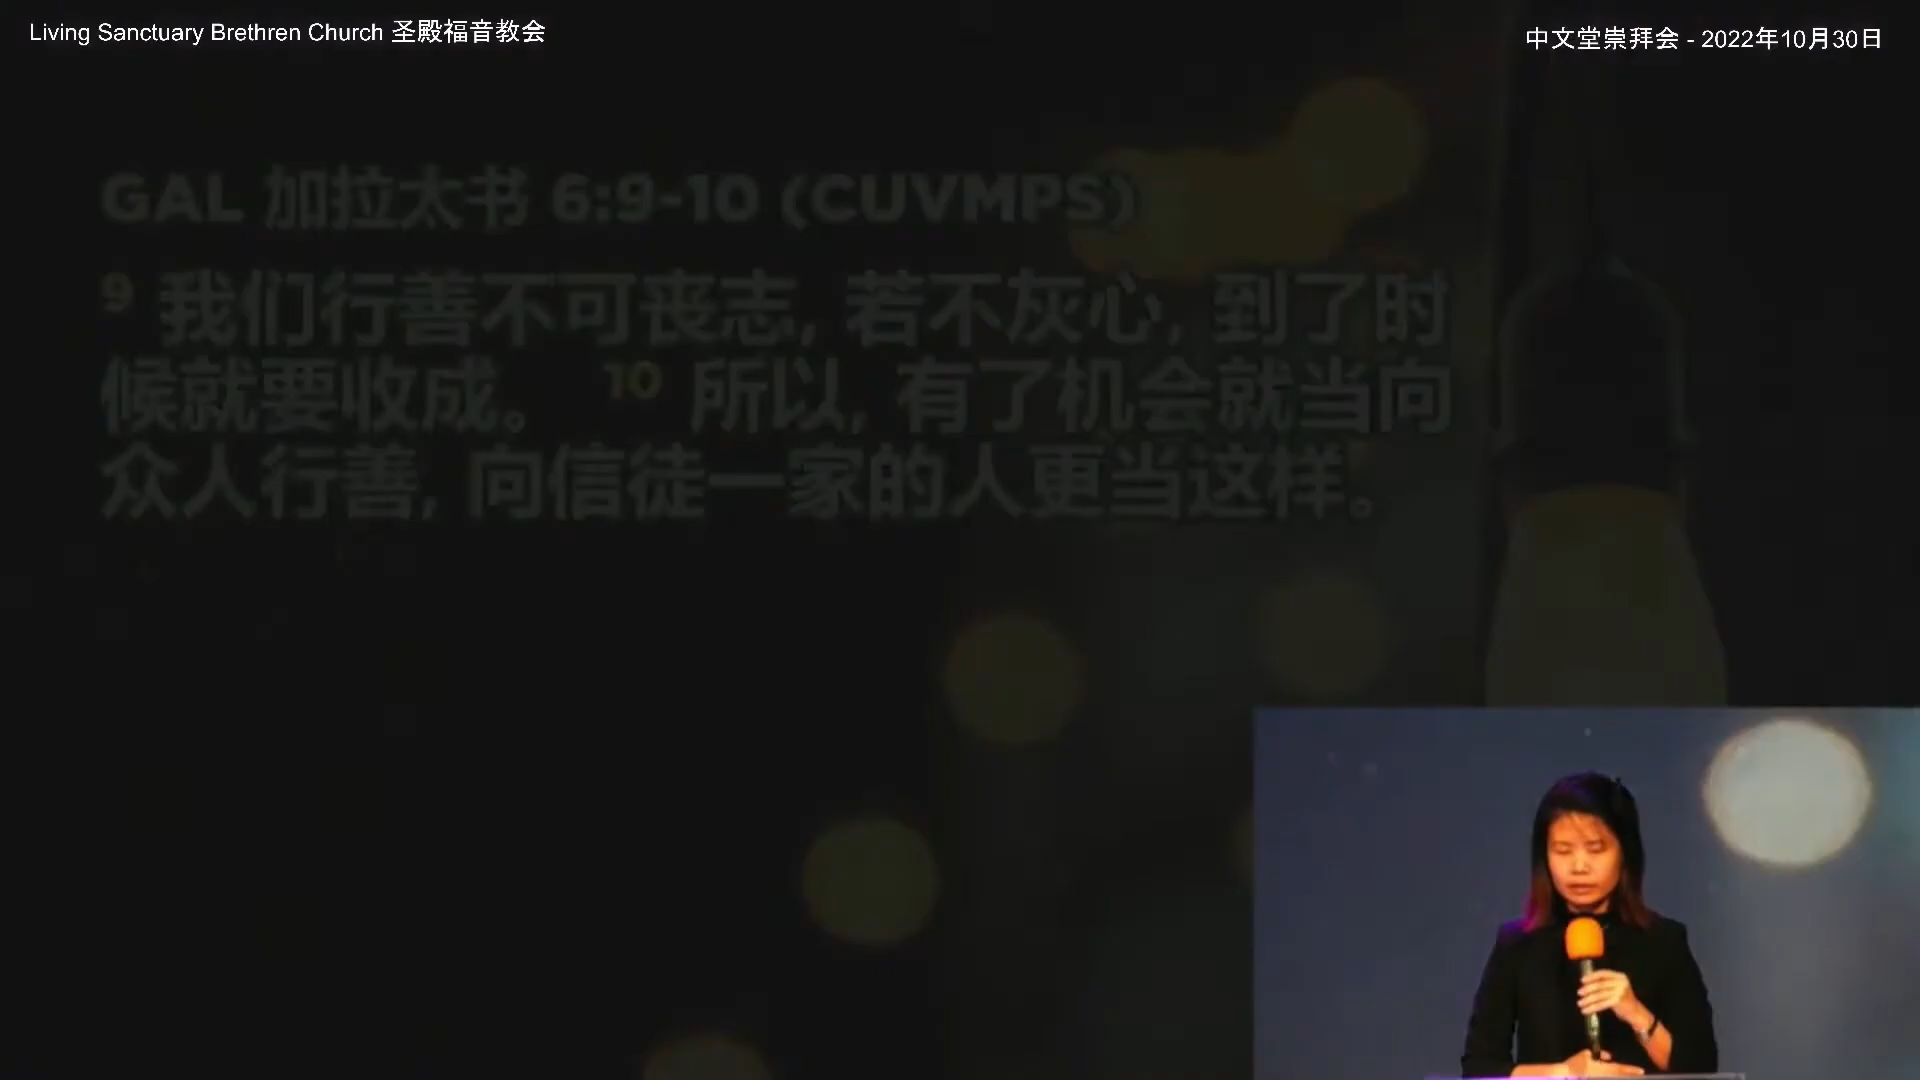 Living Sanctuary Brethren Church 圣殿福音教会
中文堂崇拜会 - 2022年10月30日
GAL 加拉太书 6:9-10 (CUVMPS)
9 我们行善不可丧志, 若不灰心, 到了时
候就要收成。 10 所以, 有了机会就当向
众人行善, 向信徒一家的人更当这样。